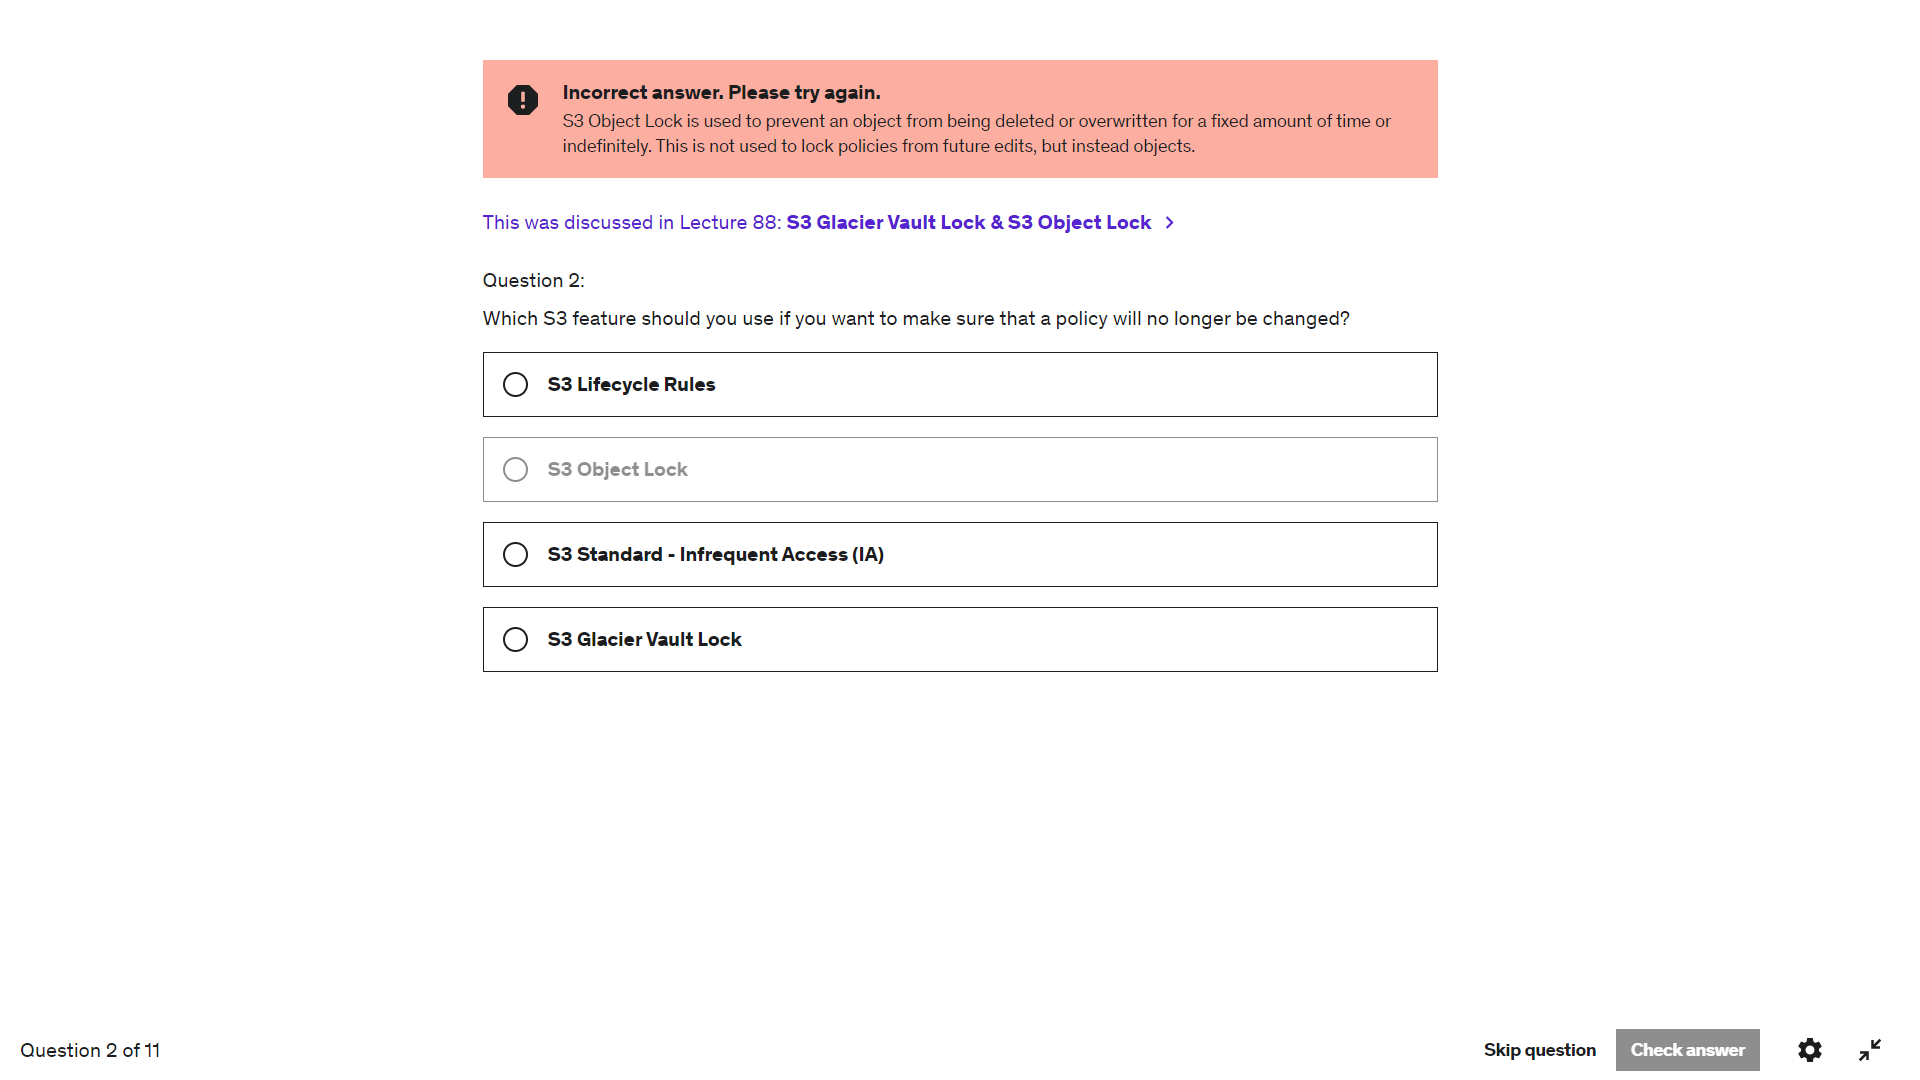 Incorrect answer. Please try again.
S3 Object Lock is used to prevent an object from being deleted or overwritten for a fixed amount of time or
indefinitely. This is not used to lock policies from future edits, but instead objects.
This was discussed in Lecture 88: S3 Glacier Vault Lock & S3 Object Lock
Question 2:
Which S3 feature should you use if you want to make sure that a policy will no longer be changed?
S3 Lifecycle Rules
S3 Object Lock
S3 Standard - Infrequent Access (IA)
S3 Glacier Vault Lock
Question 2 of 11
Skip question
Check answer